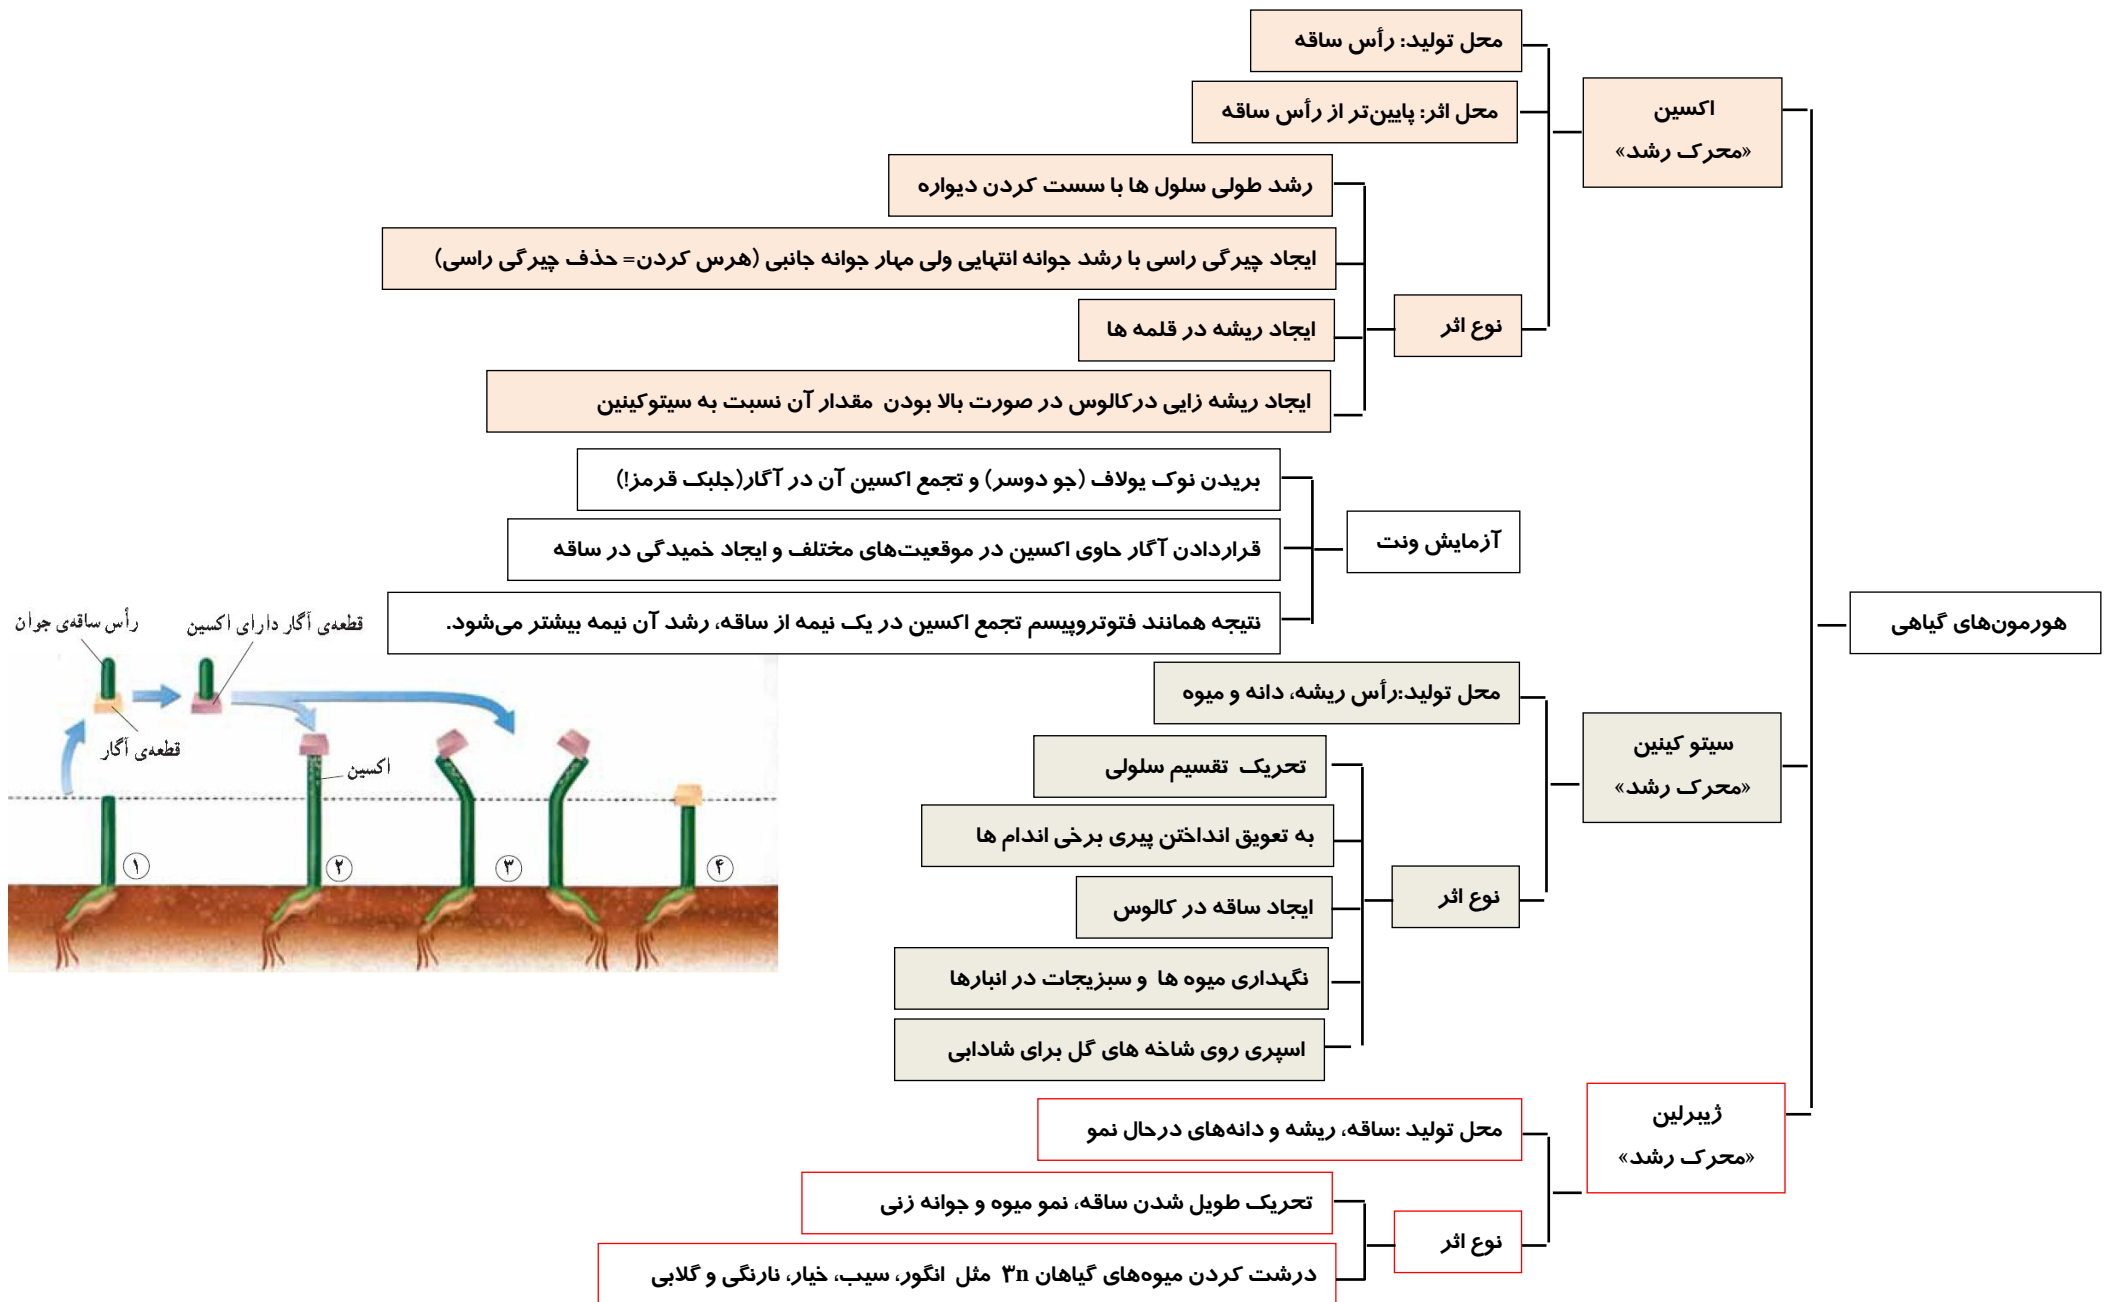 هورمون‌های گیاهی
اکسین
«محرک رشد»
محل تولید: رأس ساقه
محل اثر: پایین‌تر از رأس ساقه
نوع اثر
رشد طولی سلول ها با سست کردن دیواره
ایجاد چیرگی راسی با رشد جوانه انتهایی ولی مهار جوانه جانبی (هرس کردن= حذف چیرگی راسی)
ایجاد ریشه در قلمه ها
ایجاد ریشه زایی درکالوس در صورت بالا بودن مقدار آن نسبت به سیتوکینین
آزمایش ونت
بریدن نوک یولاف (جو دوسر) و تجمع اکسین آن در آگار(جلبک قرمز!)
قراردادن آگار حاوی اکسین در موقعیت‌های مختلف و ایجاد خمیدگی در ساقه
نتیجه همانند فتوتروپیسم تجمع اکسین در یک نیمه از ساقه، رشد آن نیمه بیشتر می‌شود.
رأس ساقه‌ی جوان
قطعه‌ی آگار دارای اکسین
قطعه‌ی آگار
اکسین
۱
۲
۳
۴
سیتو کینین
«محرک رشد»
محل تولید:رأس ریشه، دانه و میوه
نوع اثر
تحریک تقسیم سلولی
به تعویق انداختن پیری برخی اندام ها
ایجاد ساقه در کالوس
نگهداری میوه ها و سبزیجات در انبارها
اسپری روی شاخه های گل برای شادابی
ژیبرلین
«محرک رشد»
محل تولید :ساقه، ریشه و دانه‌های درحال نمو
نوع اثر
تحریک طویل شدن ساقه، نمو میوه و جوانه زنی
درشت کردن میوه‌های گیاهان ۳n مثل انگور، سیب، خیار، نارنگی و گلابی